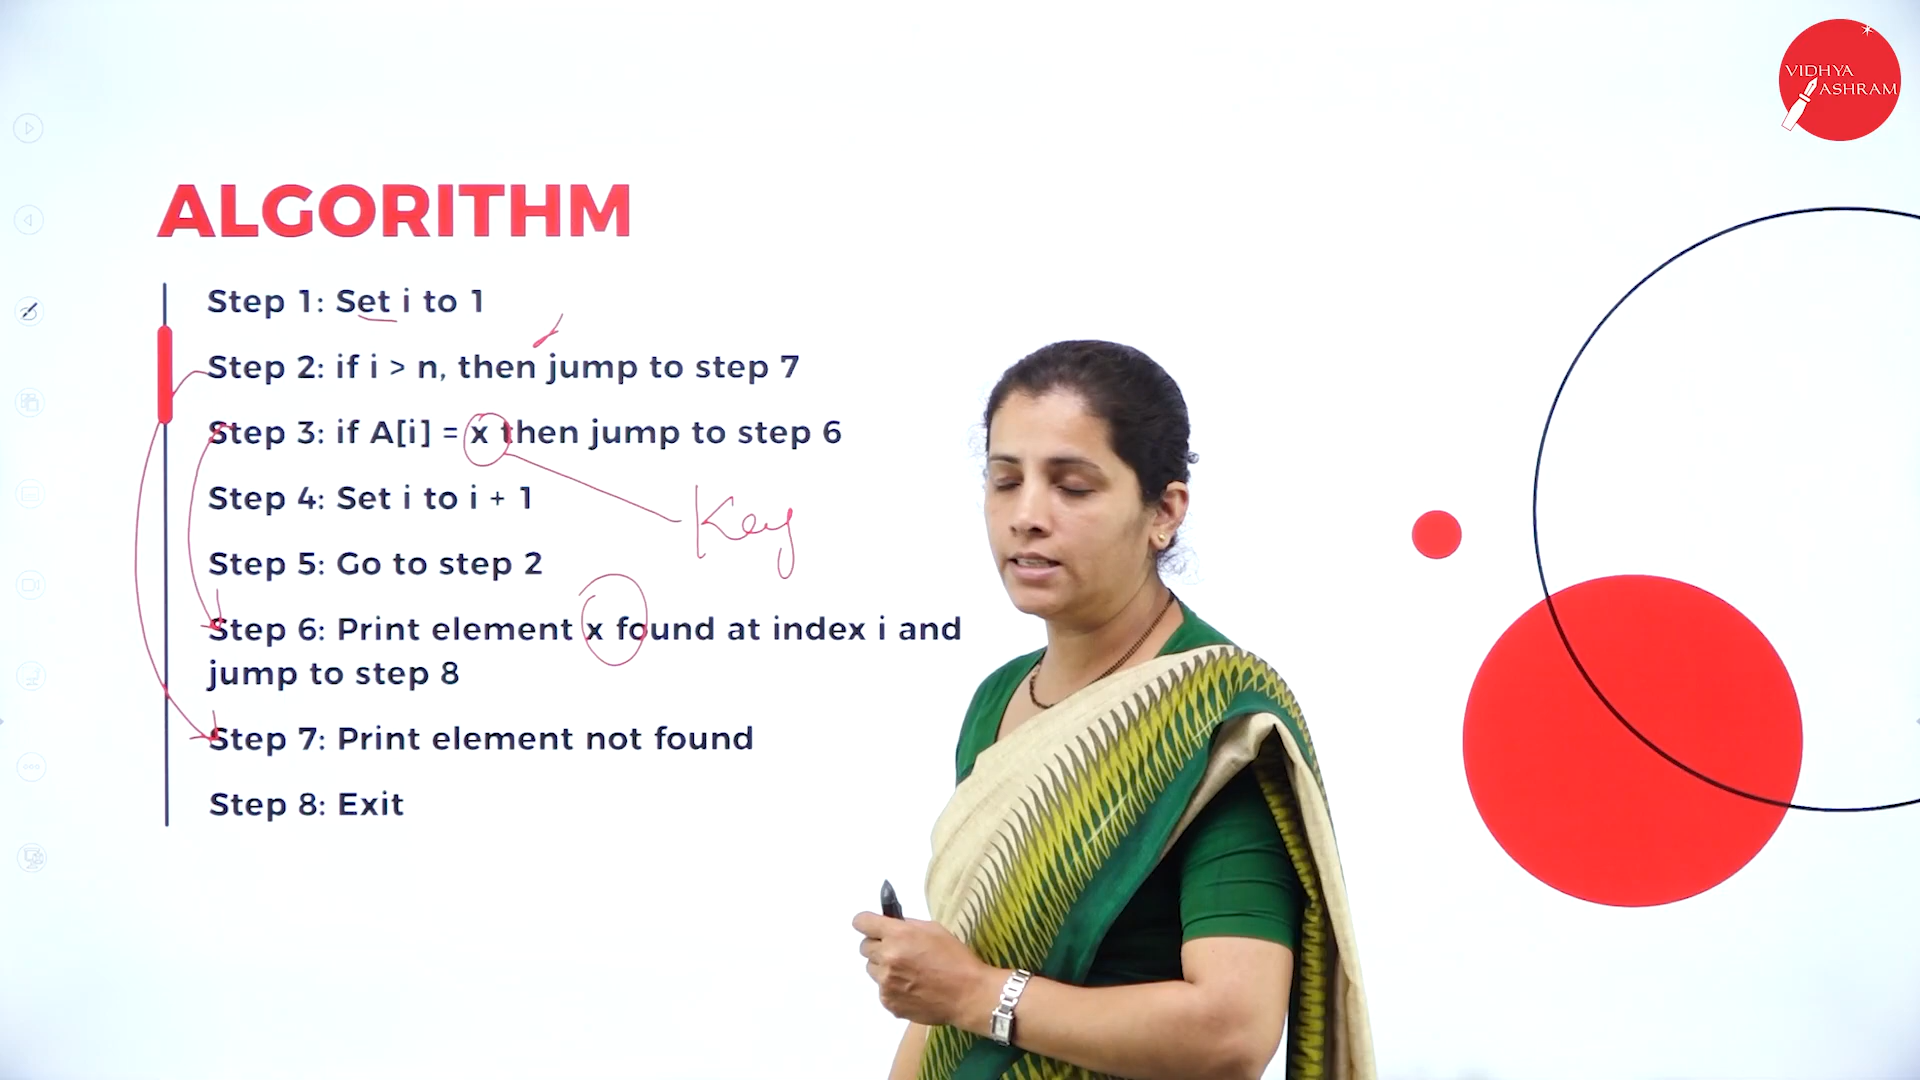 VIDHYA
ASHRAM
ALGORITHM
Step 1: Set i to 1
Step 2: if i > n, then jump to step 7
Step 3: if A[i] = x then jump to step 6
Step 4: Set i to i + 1
Key
Step 5: Go to step 2
Step 6: Print element x found at index i and
jump to step 8
Step 7: Print element not found
Step 8: Exit